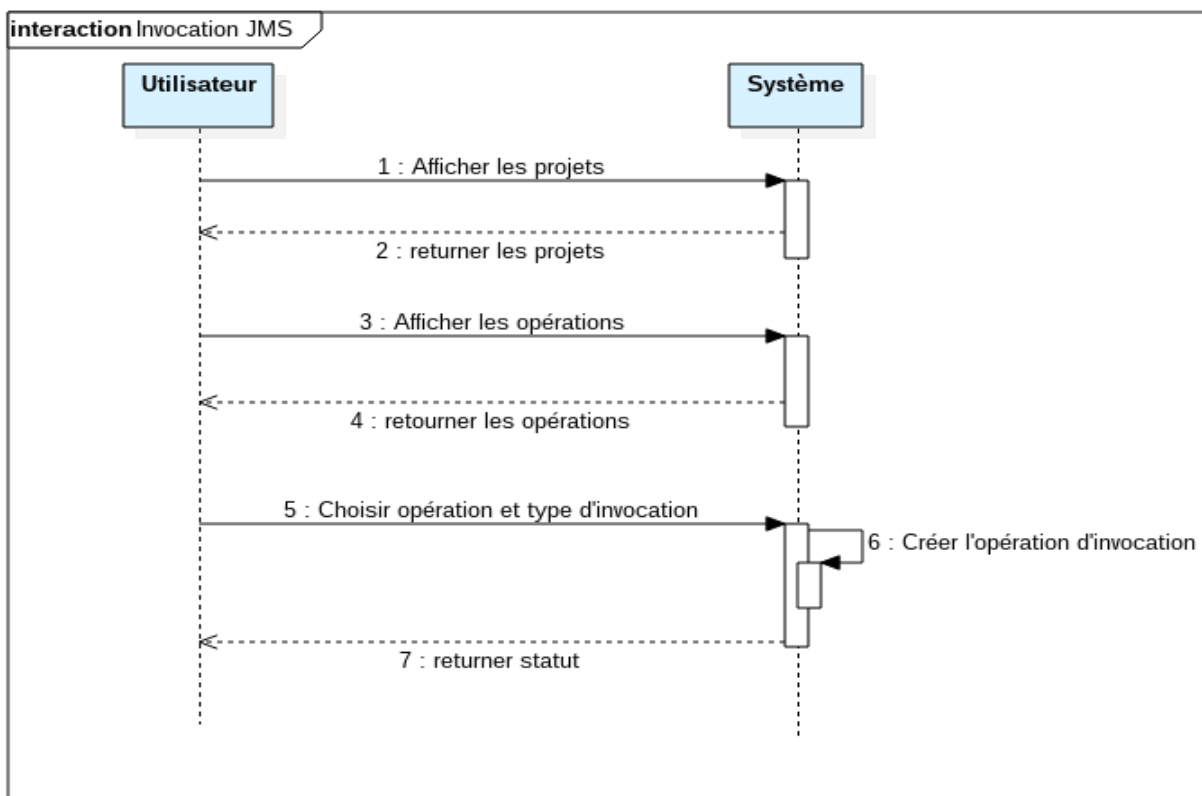 interaction Invocation JMS
Utilisateur
Système
1 : Afficher les projets
2 : returner les projets
3 : Afficher les opérations
4 : retourner les opérations
5 : Choisir opération et type d'invocation
6 : Créer l'opération d'invocation
7 : returner statut